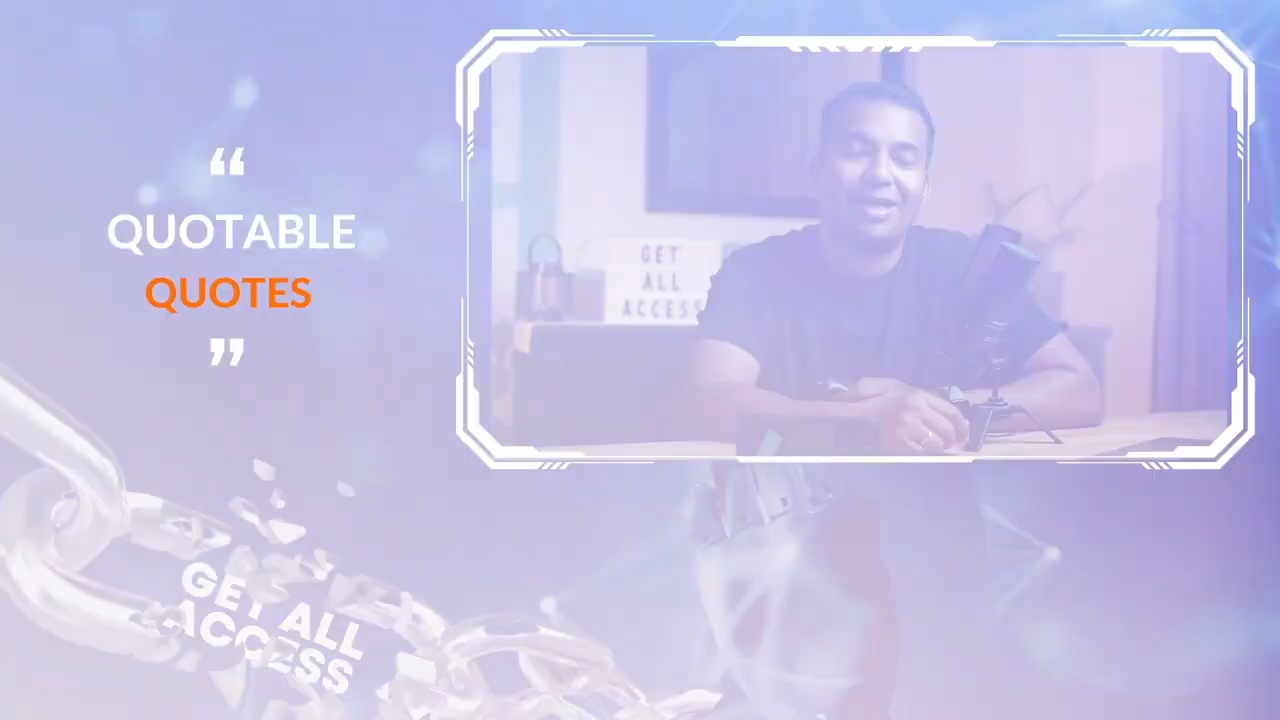 “
QUOTABLE
QUOTES
”
GET
ALL
ACCESS
GET ALL
ACCESS